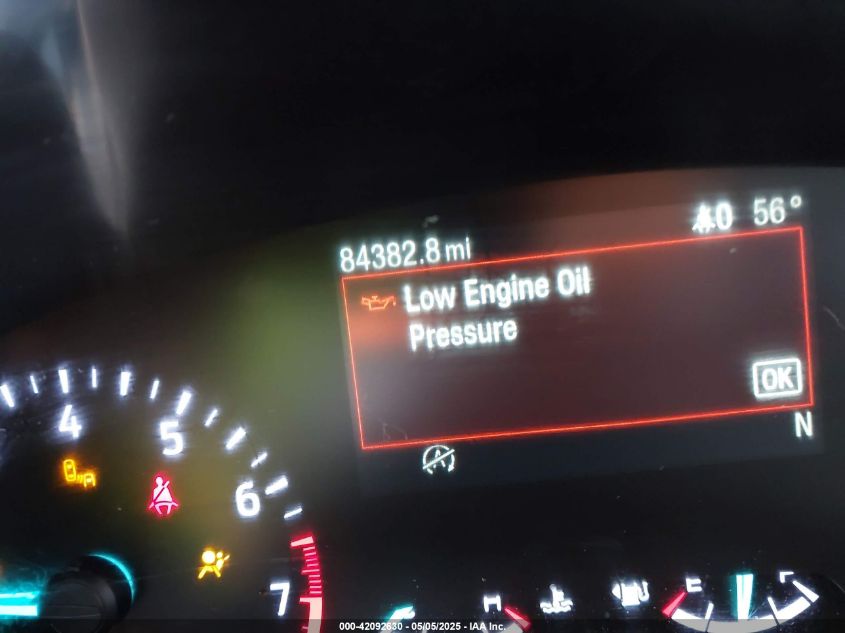 0 56°
84382.8 mi
Low Engine Oil
Pressure
OK
N
4
5
6
7
H
E
F
000-42092630 - 05/05/2025 - IAA Inc.